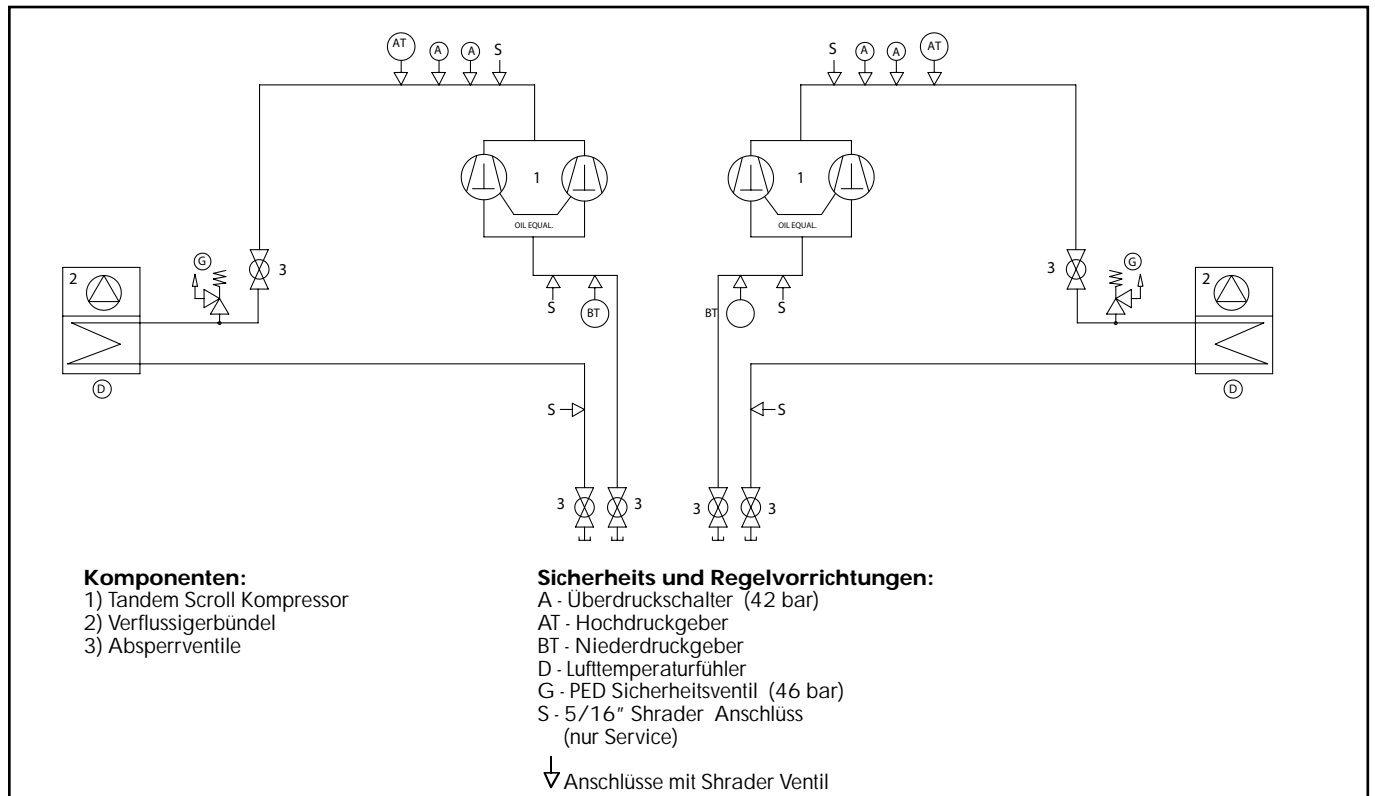 AT A A S S A A AT
1 1
OIL EQUAL. OIL EQUAL.
G 3 3 G
2 2
S BT BT S
D D
S S
3 3 3 3
Komponenten:
1) Tandem Scroll Kompressor
2) Verflussigerbündel
3) Absperrventile
Sicherheits und Regelvorrichtungen:
A - Überdruckschalter (42 bar)
AT - Hochdruckgeber
BT - Niederdruckgeber
D - Lufttemperaturfühler
G - PED Sicherheitsventil (46 bar)
S - 5/16" Shrader Anschlüss
(nur Service)
Anschlüsse mit Shrader Ventil